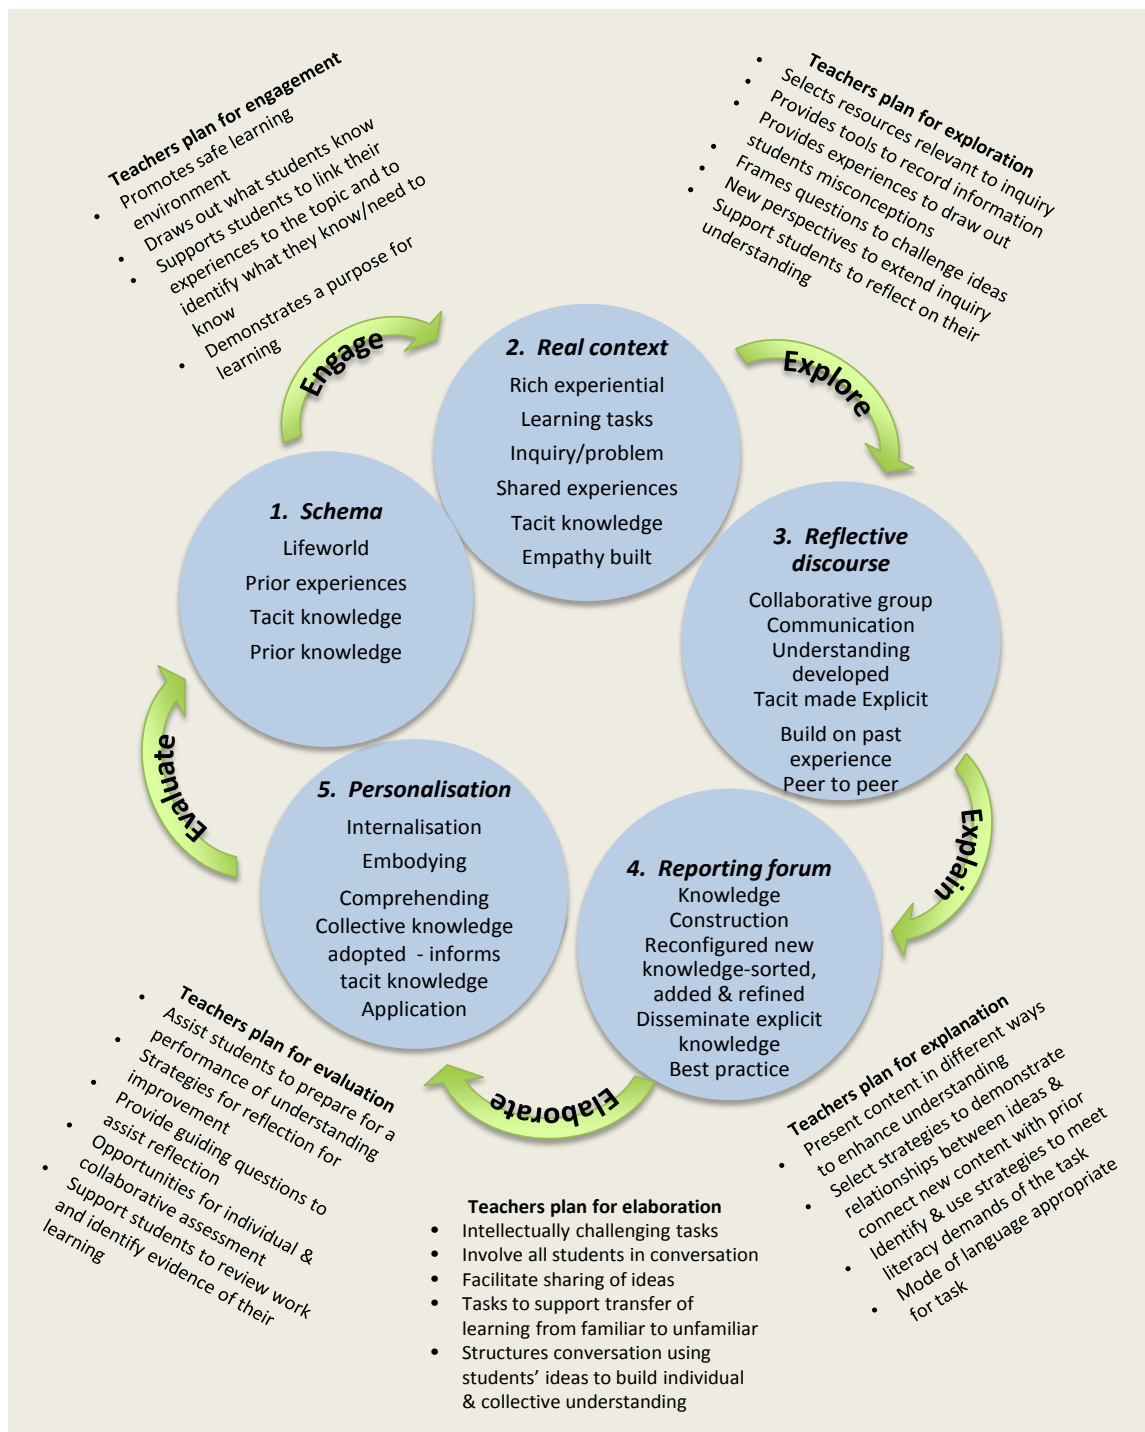 Teachers plan for engagement
• Promotes safe learning
environment
• Draws out what students know
• Supports students to link their
experiences to the topic and to
identify what they know/need to
know
• Demonstrates a purpose for
learning
Teachers plan for exploration
• Selects resources relevant to inquiry
• Provides tools to record information
• Provides experiences to draw out
students misconceptions
• Frames questions to challenge ideas
• New perspectives to extend inquiry
• Support students to reflect on their
understanding
Engage
Explore
2. Real context
Rich experiential
Learning tasks
Inquiry/problem
Shared experiences
Tacit knowledge
Empathy built
1. Schema
Lifeworld
Prior experiences
Tacit knowledge
Prior knowledge
3. Reflective
discourse
Collaborative group
Communication
Understanding
developed
Tacit made Explicit
Build on past
experience
Peer to peer
Evaluate
Explain
5. Personalisation
Internalisation
Embodying
Comprehending
Collective knowledge
adopted - informs
tacit knowledge
Application
4. Reporting forum
Knowledge
Construction
Reconfigured new
knowledge-sorted,
added & refined
Disseminate explicit
knowledge
Best practice
Elaborate
Teachers plan for evaluation
• Assist students to prepare for a
performance of understanding
• Strategies for reflection for
improvement
• Provide guiding questions to
assist reflection
• Opportunities for individual &
collaborative assessment
• Support students to review work
and identify evidence of their
learning
Teachers plan for elaboration
• Intellectually challenging tasks
• Involve all students in conversation
• Facilitate sharing of ideas
• Tasks to support transfer of
learning from familiar to unfamiliar
• Structures conversation using
students’ ideas to build individual
& collective understanding
Teachers plan for explanation
• Present content in different ways
to enhance understanding
• Select strategies to demonstrate
relationships between ideas &
connect new content with prior
• Identify & use strategies to meet
literacy demands of the task
• Mode of language appropriate
for task